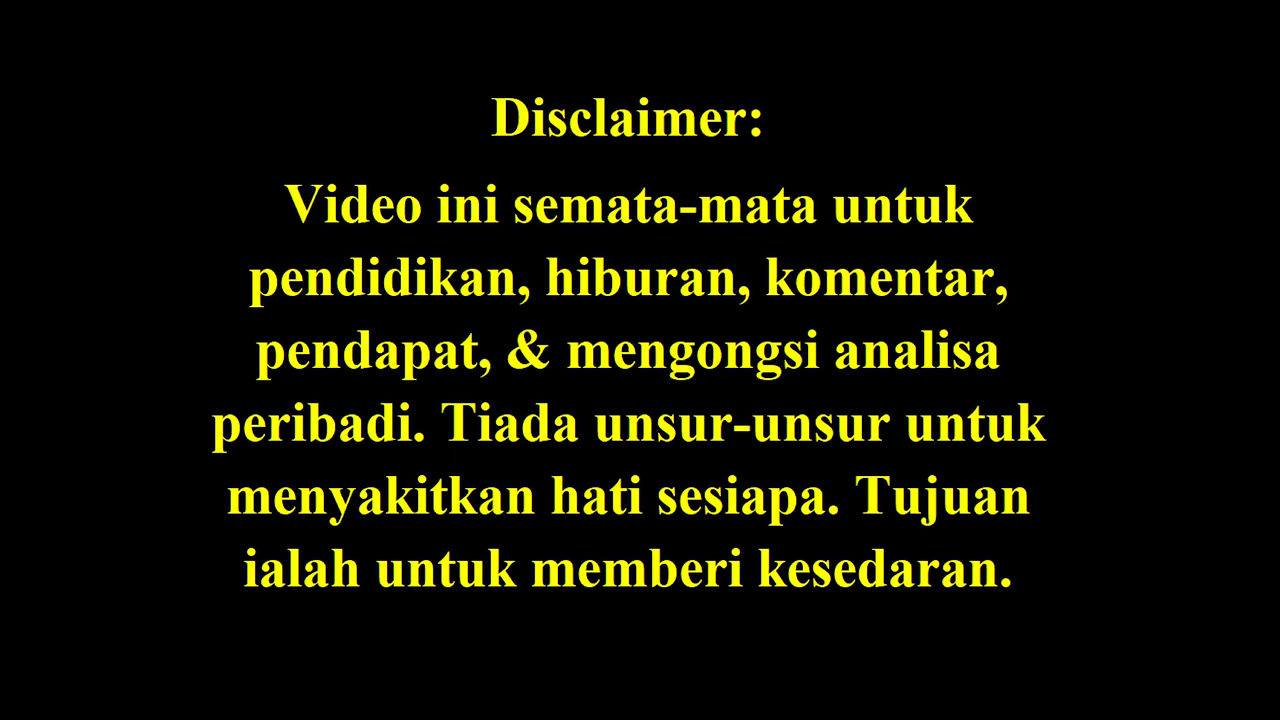 Disclaimer:
Video ini semata-mata untuk
pendidikan, hiburan, komentar,
pendapat, & mengongsi analisa
peribadi. Tiada unsur-unsur untuk
menyakitkan hati sesiapa. Tujuan
ialah untuk memberi kesedaran.